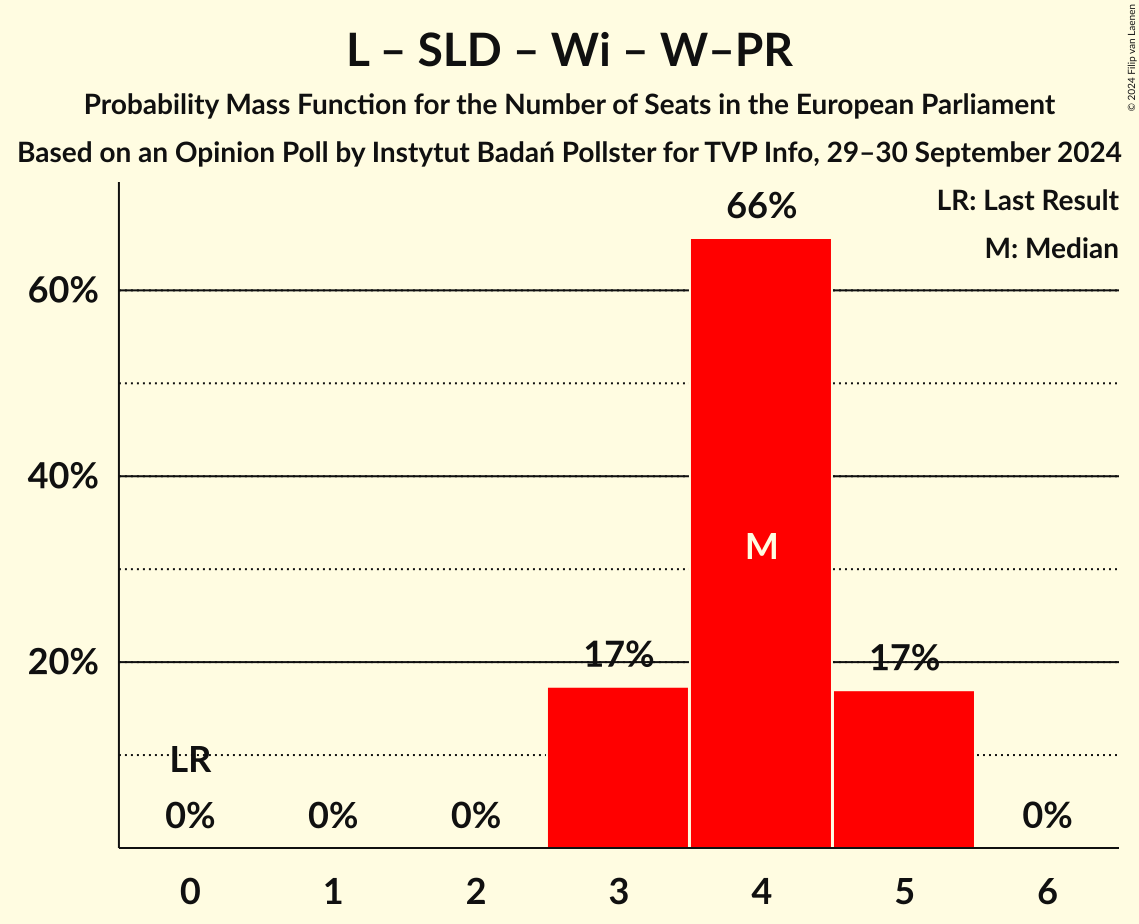 L – SLD – Wi – W–PR
Probability Mass Function for the Number of Seats in the European Parliament
Based on an Opinion Poll by Instytut Badań Pollster for TVP Info, 29–30 September 2024
© 2024 Filip van Laenen
LR: Last Result
M: Median
66%
60%
40%
M
20%
17%
17%
LR
0%
0%
0%
0%
0
1
2
3
4
5
6